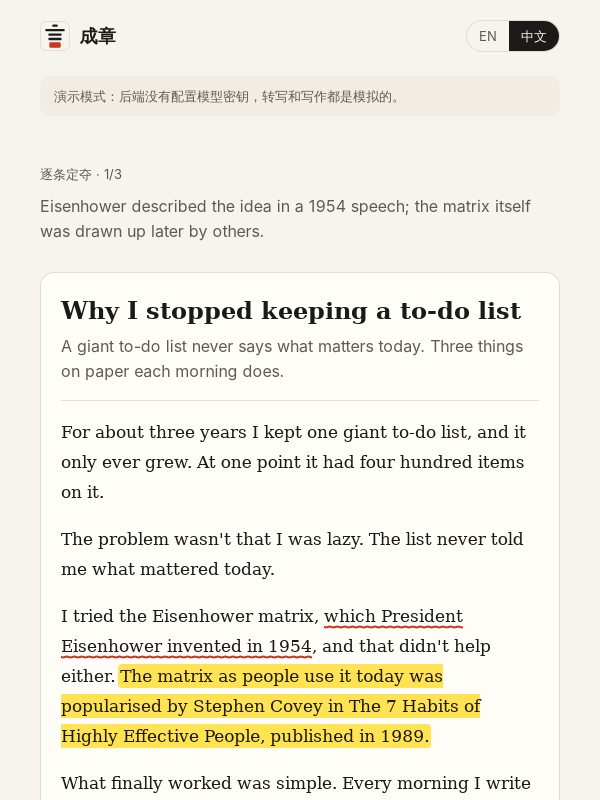 成章
EN 中文
演示模式：后端没有配置模型密钥，转写和写作都是模拟的。
逐条定夺 · 1/3
Eisenhower described the idea in a 1954 speech; the matrix itself
was drawn up later by others.
Why I stopped keeping a to-do list
A giant to-do list never says what matters today. Three things
on paper each morning does.
For about three years I kept one giant to-do list, and it
only ever grew. At one point it had four hundred items
on it.
The problem wasn't that I was lazy. The list never told
me what mattered today.
I tried the Eisenhower matrix, which President
Eisenhower invented in 1954, and that didn't help
either. The matrix as people use it today was
popularised by Stephen Covey in The 7 Habits of
Highly Effective People, published in 1989.
What finally worked was simple. Every morning I write